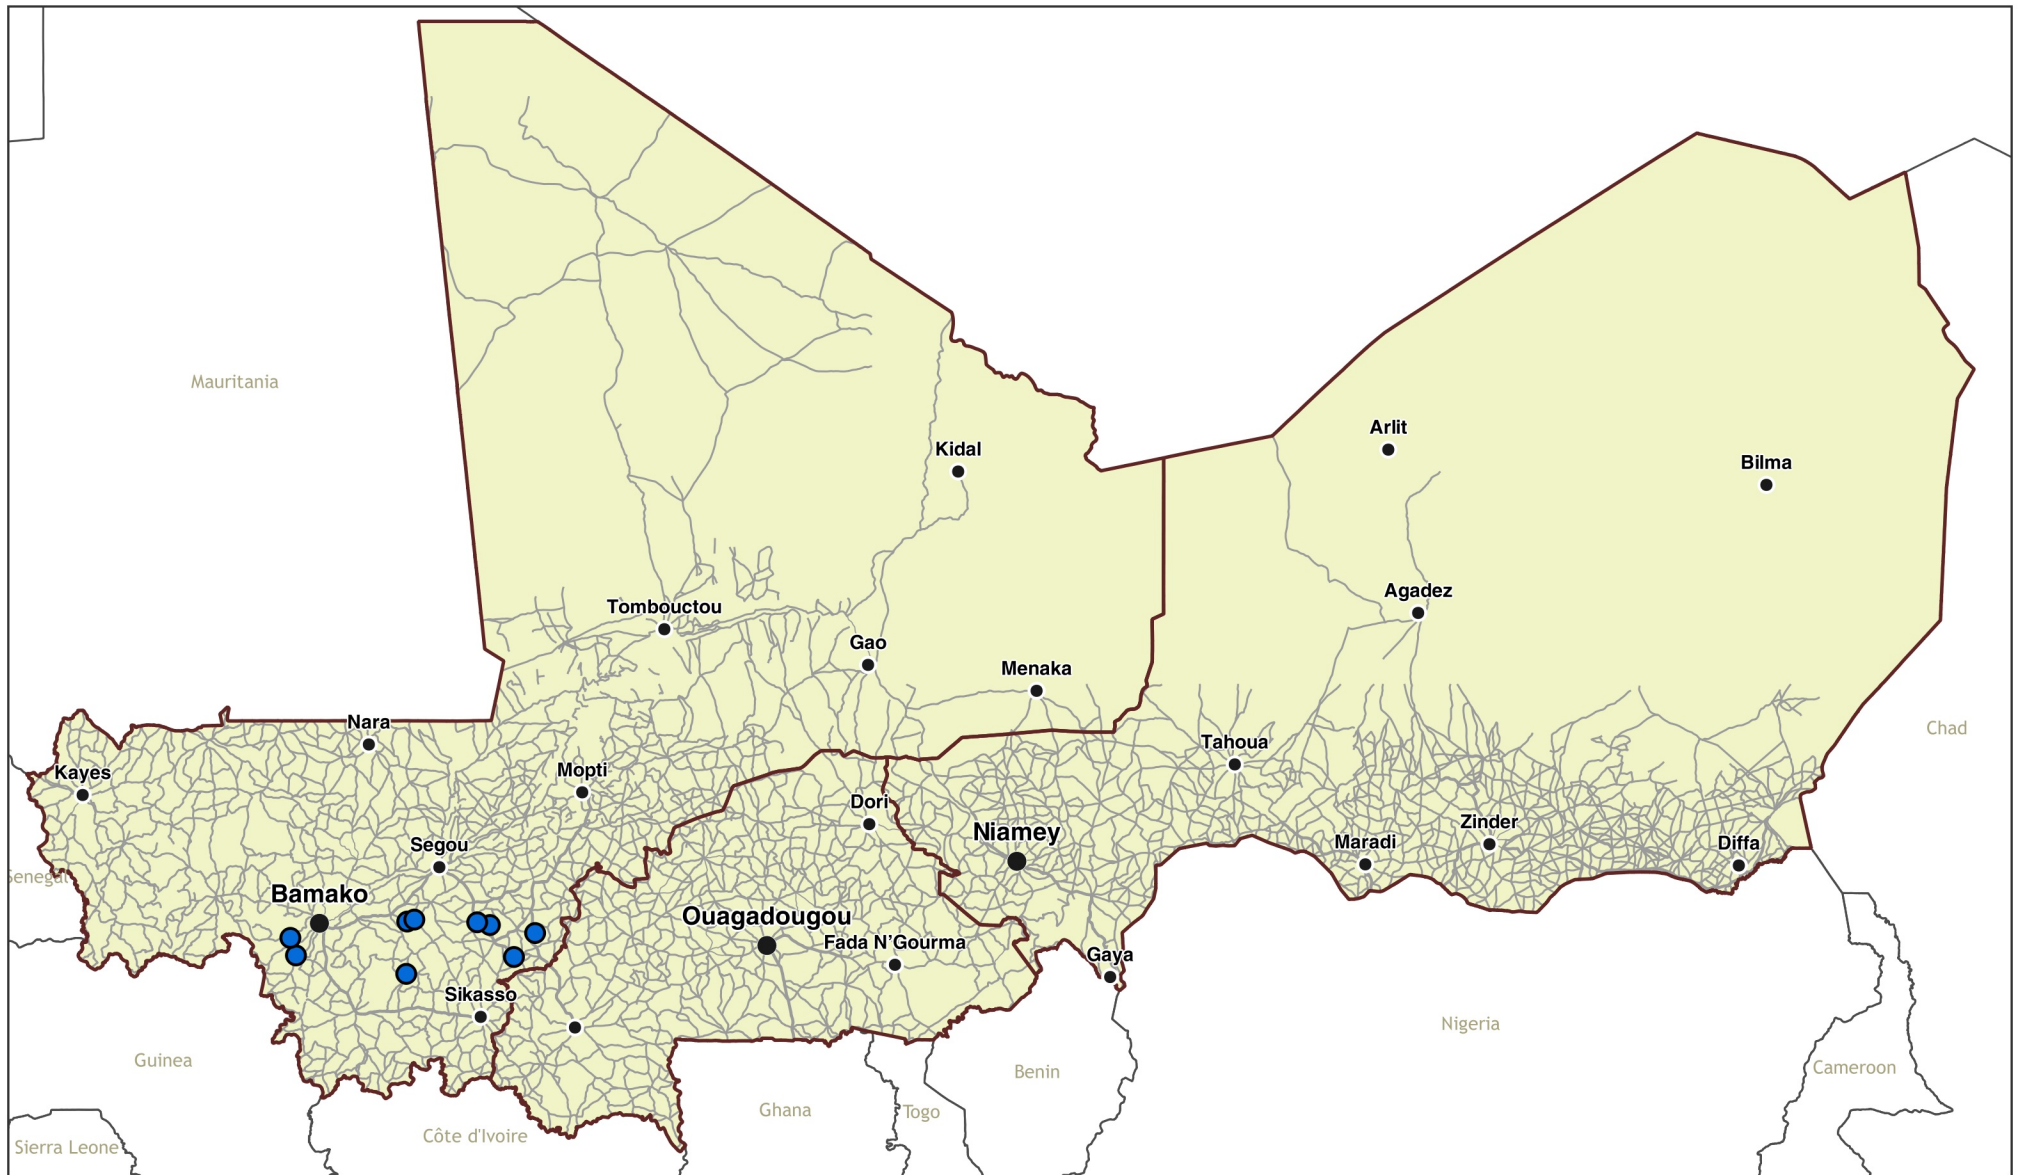 Mauritania
Arlit
Kidal
Bilma
Agadez
Tombouctou
Gao
Menaka
Nara
Chad
Tahoua
Kayes
Mopti
Dori
Niamey
Zinder
Segou
Maradi
Diffa
Senegal
Bamako
Ouagadougou
Fada N'Gourma
Gaya
Sikasso
Nigeria
Guinea
Benin
Cameroon
Ghana
Togo
Côte d'Ivoire
Sierra Leone